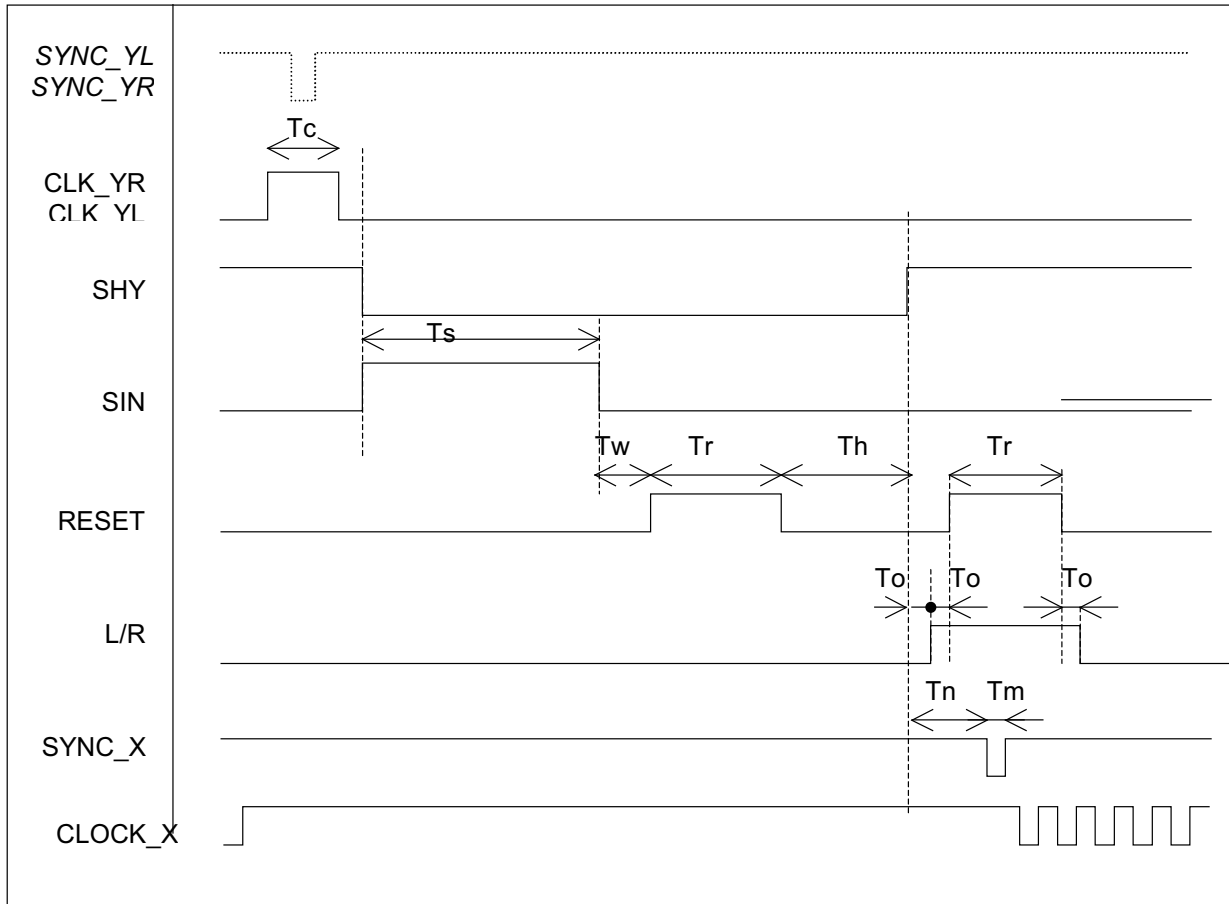 SYNC_YL
SYNC_YR
Tc
CLK_YR
CLK_YL
SHY
Ts
SIN
Tw Tr Th Tr
RESET
To To To
L/R
Tn Tm
SYNC_X
CLOCK_X